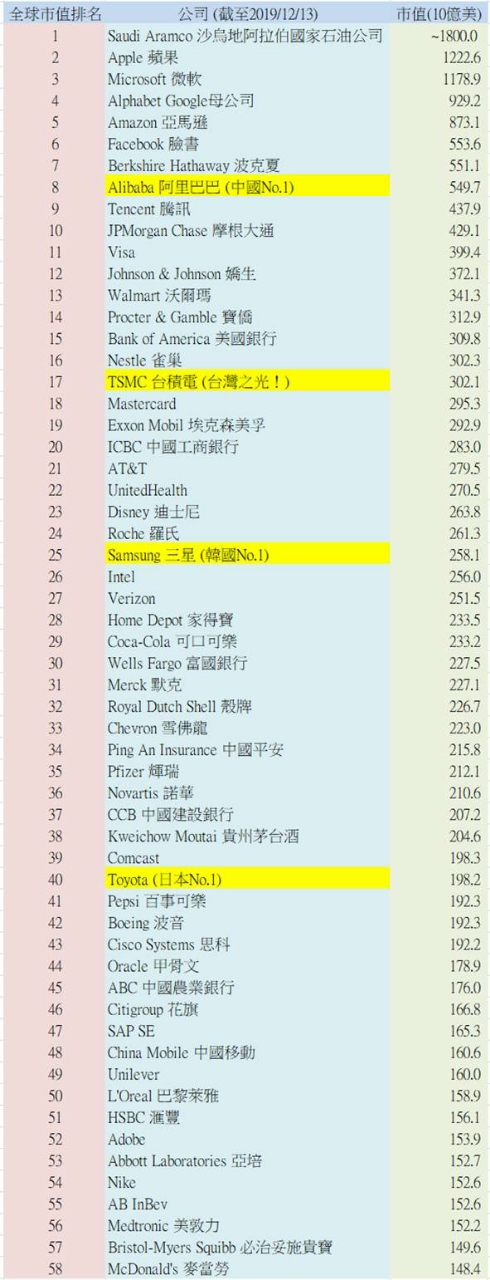 全球市值排名 公司 (截至2019/12/13) 市值(10億美)
1 Saudi Aramco 沙烏地阿拉伯國家石油公司 ~1800.0
2 Apple 蘋果 1222.6
3 Microsoft 微軟 1178.9
4 Alphabet Google母公司 929.2
5 Amazon 亞馬遜 873.1
6 Facebook 臉書 553.6
7 Berkshire Hathaway 波克夏 551.1
8 Alibaba 阿里巴巴 (中國No.1) 549.7
9 Tencent 騰訊 437.9
10 JPMorgan Chase 摩根大通 429.1
11 Visa 399.4
12 Johnson & Johnson 嬌生 372.1
13 Walmart 沃爾瑪 341.3
14 Procter & Gamble 寶僑 312.9
15 Bank of America 美國銀行 309.8
16 Nestle 雀巢 302.3
17 TSMC 台積電 (台灣之光！) 302.1
18 Mastercard 295.3
19 Exxon Mobil 埃克森美孚 292.9
20 ICBC 中國工商銀行 283.0
21 AT&T 279.5
22 UnitedHealth 270.5
23 Disney 迪士尼 263.8
24 Roche 羅氏 261.3
25 Samsung 三星 (韓國No.1) 258.1
26 Intel 256.0
27 Verizon 251.5
28 Home Depot 家得寶 233.5
29 Coca-Cola 可口可樂 233.2
30 Wells Fargo 富國銀行 227.5
31 Merck 默克 227.1
32 Royal Dutch Shell 殼牌 226.7
33 Chevron 雪佛龍 223.0
34 Ping An Insurance 中國平安 215.8
35 Pfizer 輝瑞 212.1
36 Novartis 諾華 210.6
37 CCB 中國建設銀行 207.2
38 Kweichow Moutai 貴州茅台酒 204.6
39 Comcast 198.3
40 Toyota (日本No.1) 198.2
41 Pepsi 百事可樂 192.3
42 Boeing 波音 192.3
43 Cisco Systems 思科 192.2
44 Oracle 甲骨文 178.9
45 ABC 中國農業銀行 176.0
46 Citigroup 花旗 166.8
47 SAP SE 165.3
48 China Mobile 中國移動 160.6
49 Unilever 160.0
50 L'Oreal 巴黎萊雅 158.9
51 HSBC 滙豐 156.1
52 Adobe 153.9
53 Abbott Laboratories 亞培 152.7
54 Nike 152.6
55 AB InBev 152.6
56 Medtronic 美敦力 152.2
57 Bristol-Myers Squibb 必治妥施貴寶 149.6
58 McDonald's 麥當勞 148.4